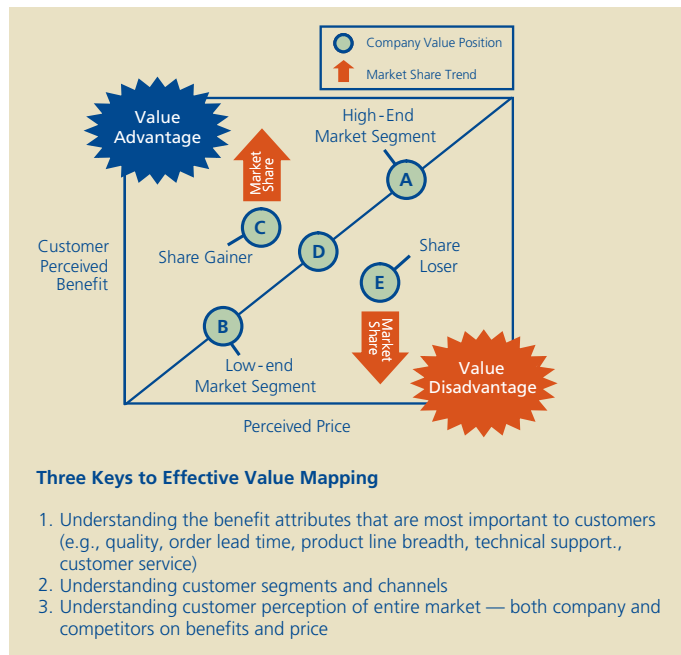 Company Value Position
Market Share Trend
Value
Advantage
High-End
Market Segment
Market
Share
A
C
Share Gainer
D
Customer
Perceived
Benefit
Share
Loser
E
B
Market
Share
Low-end
Market Segment
Value
Disadvantage
Perceived Price
Three Keys to Effective Value Mapping
1. Understanding the benefit attributes that are most important to customers
(e.g., quality, order lead time, product line breadth, technical support.,
customer service)
2. Understanding customer segments and channels
3. Understanding customer perception of entire market — both company and
competitors on benefits and price